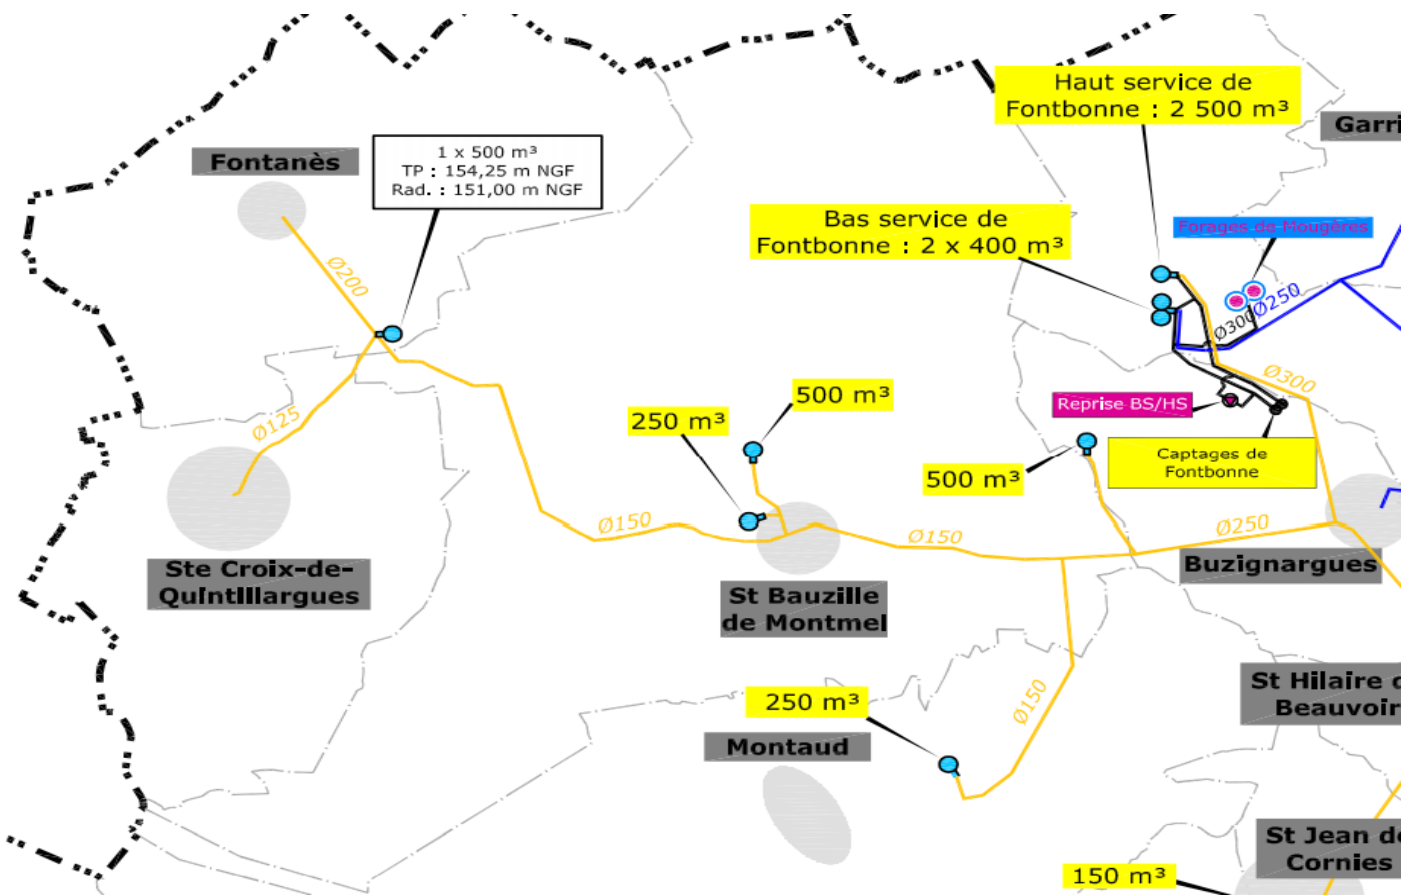 Haut service de
Fontbonne : 2 500 m³
Garri
Fontanès
1 x 500 m³
TP : 154,25 m NGF
Rad. : 151,00 m NGF
Bas service de
Fontbonne : 2 x 400 m³
Forages de Mougères
Ø200
Ø250
Ø300
Ø300
Reprise BS/HS
500 m³
250 m³
Ø125
Captages de
Fontbonne
500 m³
Ø150
Ø150
Ø250
Ste Croix-de-
Quintillargues
Buzignargues
St Bauzille
de Montmel
250 m³
Ø150
St Hilaire d
Beauvoir
Montaud
St Jean de
Cornies
150 m³